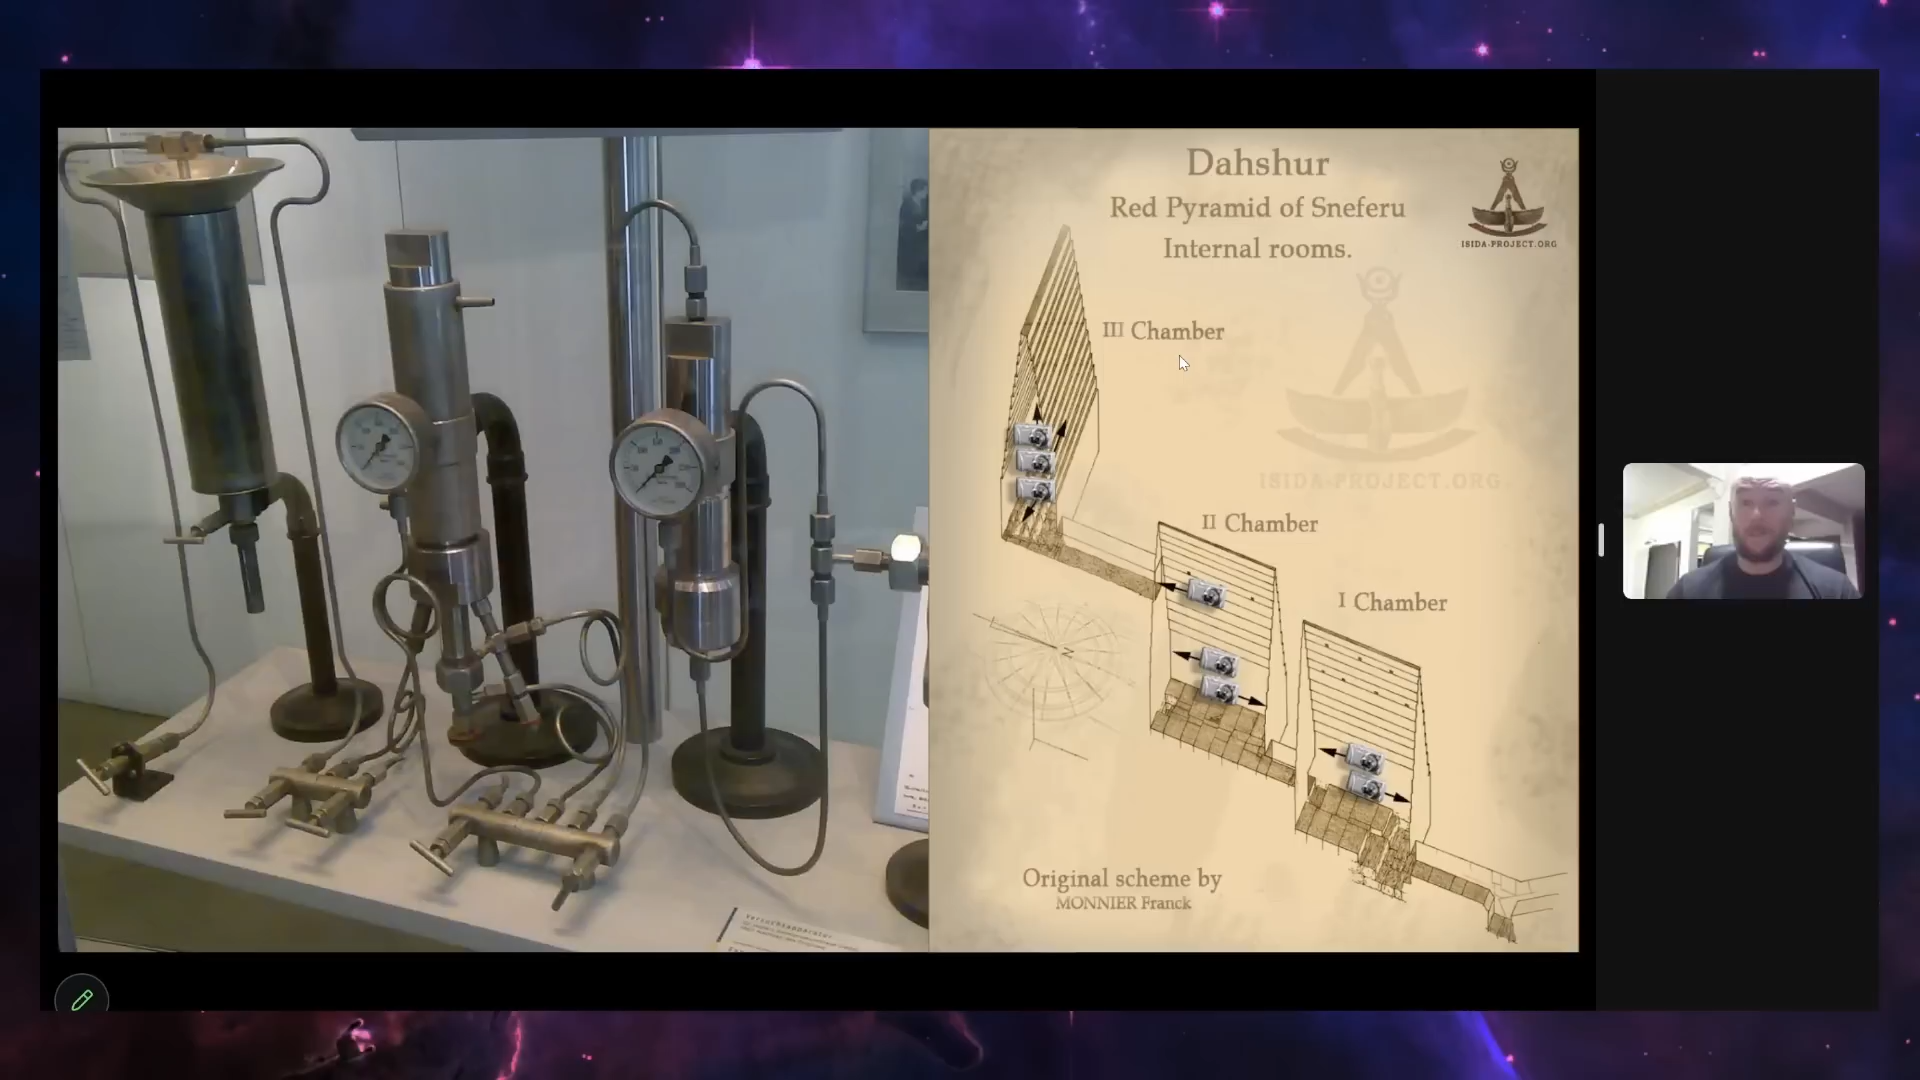 Dahshur
Red Pyramid of Sneferu
Internal rooms.
ISIDA-PROJECT.ORG
III Chamber
ISIDA-PROJECT.ORG
II Chamber
I Chamber
N
Original scheme by
MONNIER Franck